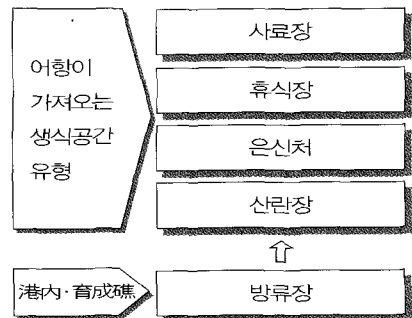 어항이
가져오는
생식공간
유형
사료장
휴식장
은신처
산란장
港內·育成礁
방류장